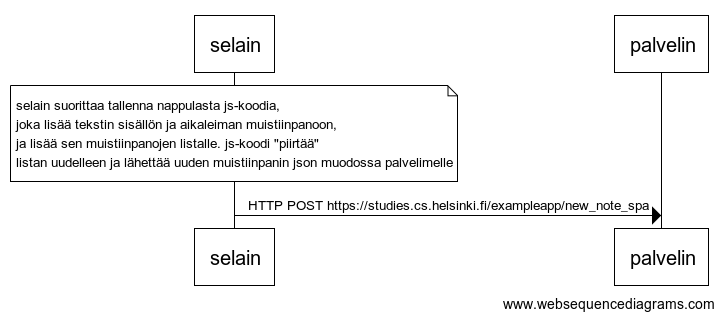 selain palvelin
selain suorittaa tallenna nappulasta js-koodia,
joka lisää tekstin sisällön ja aikaleiman muistiinpanoon,
ja lisää sen muistiinpanojen listalle. js-koodi "piirtää"
listan uudelleen ja lähettää uuden muistiinpanin json muodossa palvelimelle
HTTP POST https://studies.cs.helsinki.fi/exampleapp/new_note_spa
selain palvelin
www.websequencediagrams.com